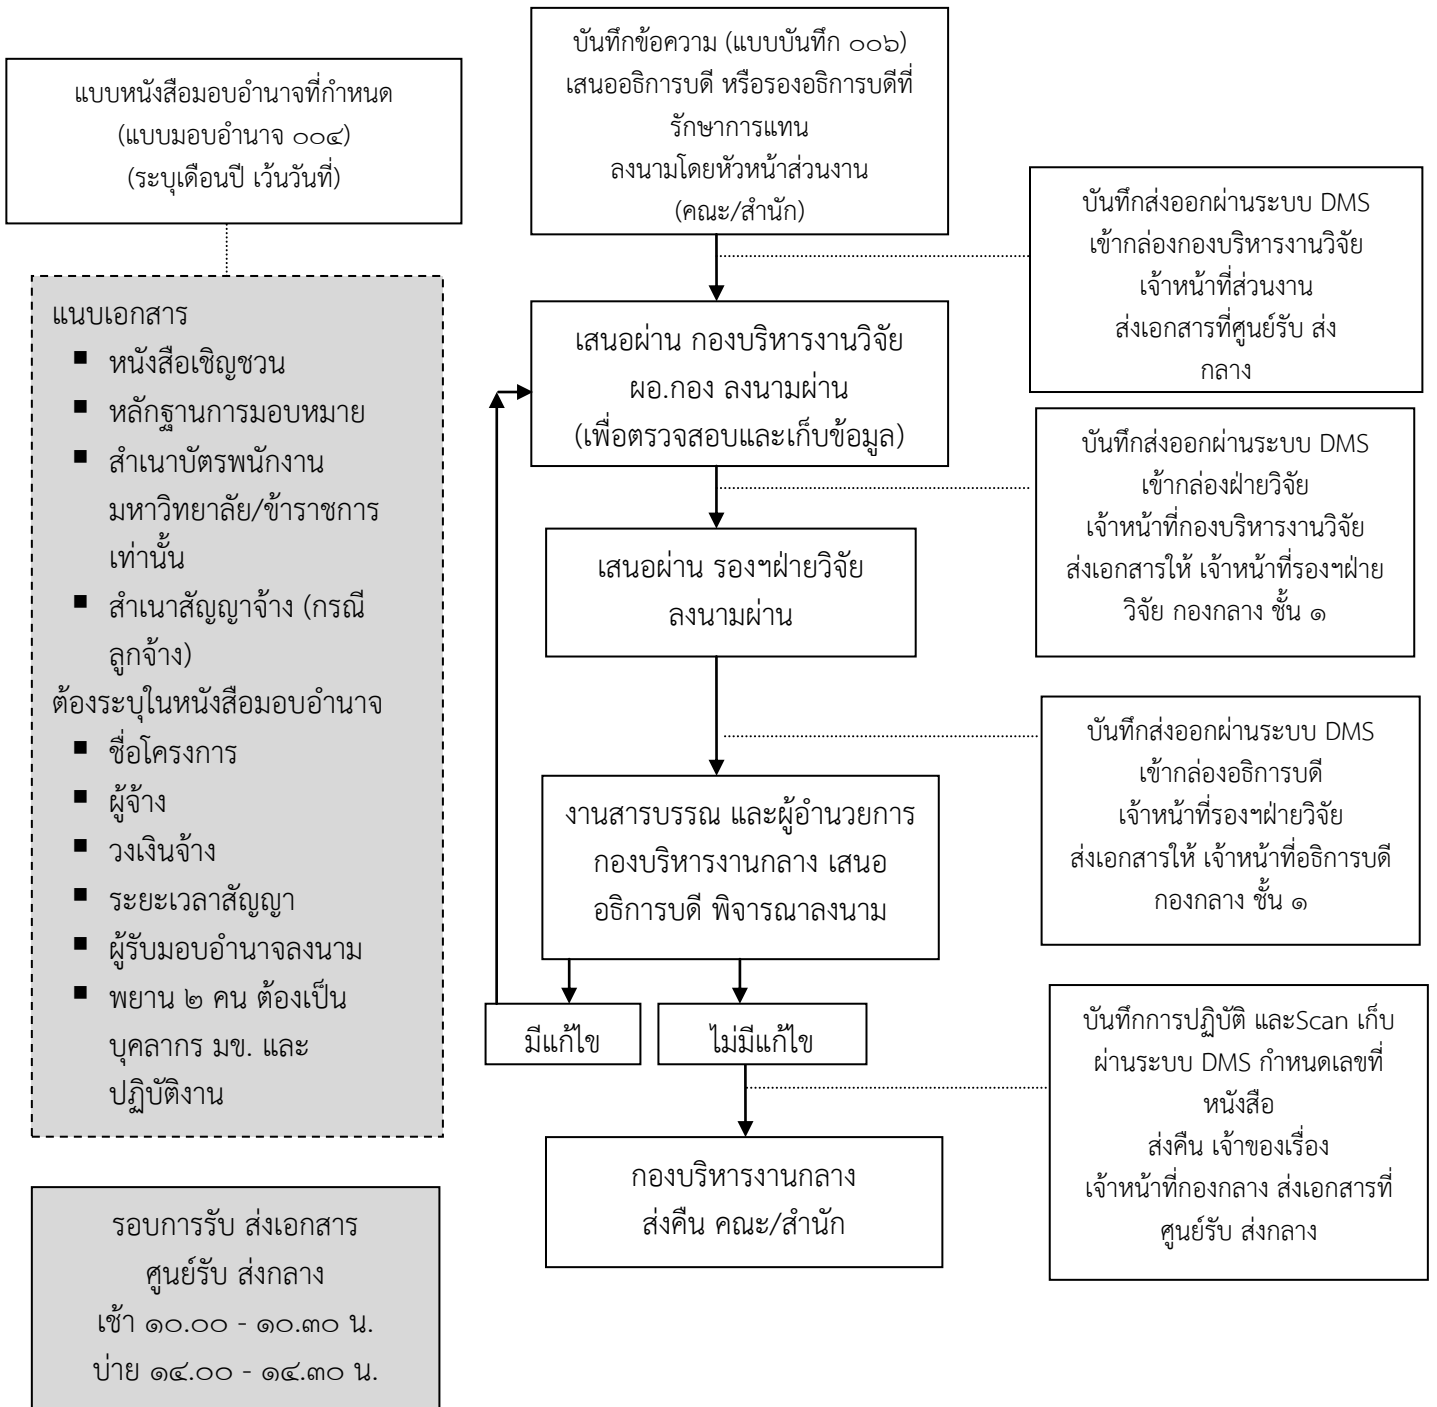 แบบหนังสือมอบอำนาจที่กำหนด
(แบบมอบอำนาจ ๐๐๔)
(ระบุเดือนปี เว้นวันที่)
แนบเอกสาร
▪ หนังสือเชิญชวน
▪ หลักฐานการมอบหมาย
▪ สำเนาบัตรพนักงาน
มหาวิทยาลัย/ข้าราชการ
เท่านั้น
▪ สำเนาสัญญาจ้าง (กรณี
ลูกจ้าง)
ต้องระบุในหนังสือมอบอำนาจ
▪ ชื่อโครงการ
▪ ผู้จ้าง
▪ วงเงินจ้าง
▪ ระยะเวลาสัญญา
▪ ผู้รับมอบอำนาจลงนาม
▪ พยาน ๒ คน ต้องเป็น
บุคลากร มข. และ
ปฏิบัติงาน
รอบการรับ ส่งเอกสาร
ศูนย์รับ ส่งกลาง
เช้า ๑๐.๐๐ - ๑๐.๓๐ น.
บ่าย ๑๔.๐๐ - ๑๔.๓๐ น.
บันทึกข้อความ (แบบบันทึก ๐๐๖)
เสนออธิการบดี หรือรองอธิการบดีที่
รักษาการแทน
ลงนามโดยหัวหน้าส่วนงาน
(คณะ/สำนัก)
เสนอผ่าน กองบริหารงานวิจัย
ผอ.กอง ลงนามผ่าน
(เพื่อตรวจสอบและเก็บข้อมูล)
เสนอผ่าน รองฯฝ่ายวิจัย
ลงนามผ่าน
งานสารบรรณ และผู้อำนวยการ
กองบริหารงานกลาง เสนอ
อธิการบดี พิจารณาลงนาม
มีแก้ไข
ไม่มีแก้ไข
กองบริหารงานกลาง
ส่งคืน คณะ/สำนัก
บันทึกส่งออกผ่านระบบ DMS
เข้ากล่องกองบริหารงานวิจัย
เจ้าหน้าที่ส่วนงาน
ส่งเอกสารที่ศูนย์รับ ส่ง
กลาง
บันทึกส่งออกผ่านระบบ DMS
เข้ากล่องฝ่ายวิจัย
เจ้าหน้าที่กองบริหารงานวิจัย
ส่งเอกสารให้ เจ้าหน้าที่รองฯฝ่าย
วิจัย กองกลาง ชั้น ๑
บันทึกส่งออกผ่านระบบ DMS
เข้ากล่องอธิการบดี
เจ้าหน้าที่รองฯฝ่ายวิจัย
ส่งเอกสารให้ เจ้าหน้าที่อธิการบดี
กองกลาง ชั้น ๑
บันทึกการปฏิบัติ และScan เก็บ
ผ่านระบบ DMS กำหนดเลขที่
หนังสือ
ส่งคืน เจ้าของเรื่อง
เจ้าหน้าที่กองกลาง ส่งเอกสารที่
ศูนย์รับ ส่งกลาง